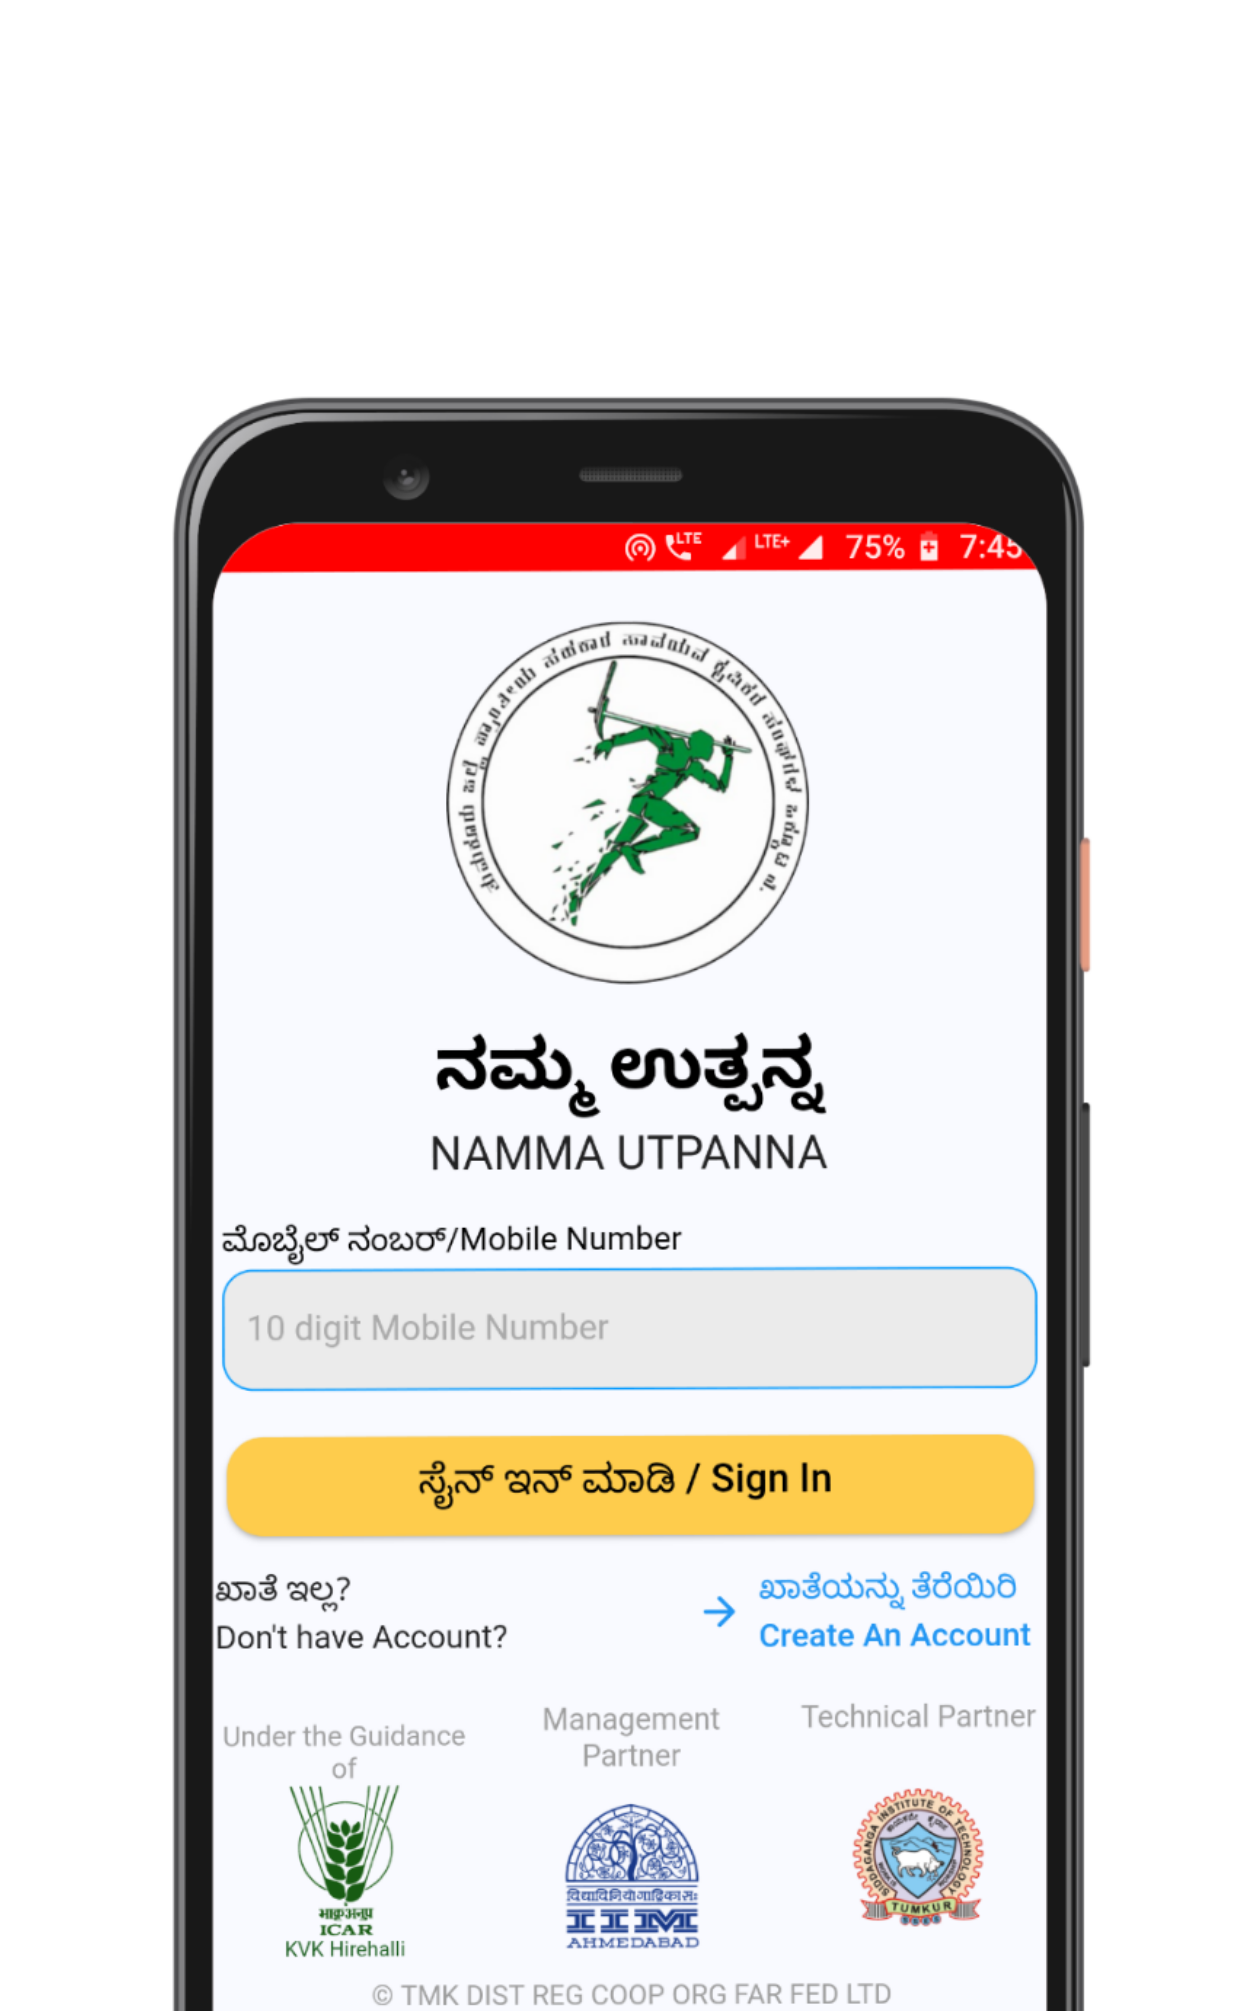 LTE LTE+ 75% 7:45
ತುಮಕೂರು ಜಿಲ್ಲೆ ಪ್ರಾಂತೀಯ ಸಹಕಾರ ಸಾವಯವ ಕೃಷಿಕರ ಸಂಘಗಳ ಒಕ್ಕೂಟ ನಿ.
ನಮ್ಮ ಉತ್ಪನ್ನ
NAMMA UTPANNA
ಮೊಬೈಲ್ ನಂಬರ್/Mobile Number
10 digit Mobile Number
ಸೈನ್ ಇನ್ ಮಾಡಿ / Sign In
ಖಾತೆ ಇಲ್ಲ?
Don't have Account?
ಖಾತೆಯನ್ನು ತೆರೆಯಿರಿ
Create An Account
Under the Guidance
of
Management
Partner
Technical Partner
भाकृअनुप
ICAR
KVK Hirehalli
विद्याविनियोगाद्विकासः
IIM
AHMEDABAD
SIDDAGANGA INSTITUTE OF TECHNOLOGY
TUMKUR
© TMK DIST REG COOP ORG FAR FED LTD